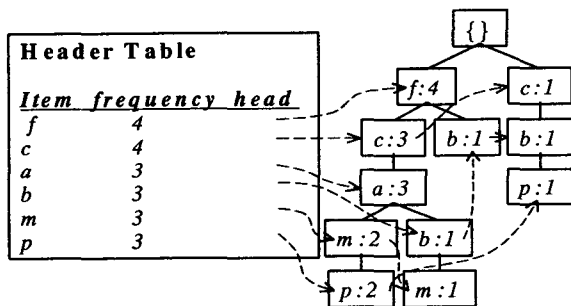 Header Table
Item frequency head
f 4
c 4
a 3
b 3
m 3
p 3
{}
f:4 c:1
c:3 b:1 b:1
a:3 p:1
m:2 b:1
p:2 m:1